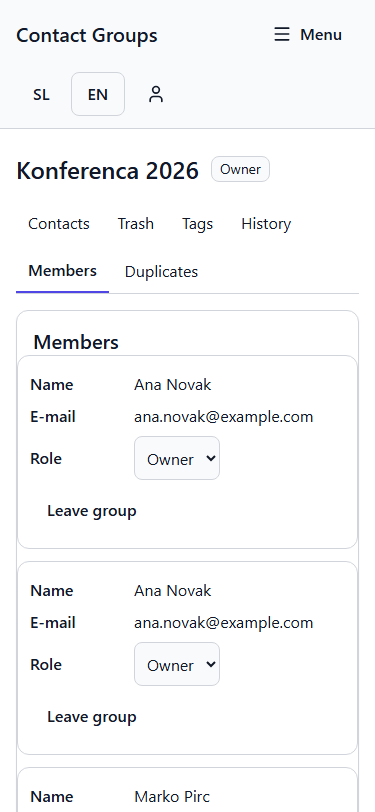 Contact Groups
Menu
SL EN
Konferenca 2026 Owner
Contacts Trash Tags History
Members Duplicates
Members
Name Ana Novak
E-mail ana.novak@example.com
Role Owner
Leave group
Name Ana Novak
E-mail ana.novak@example.com
Role Owner
Leave group
Name Marko Pirc